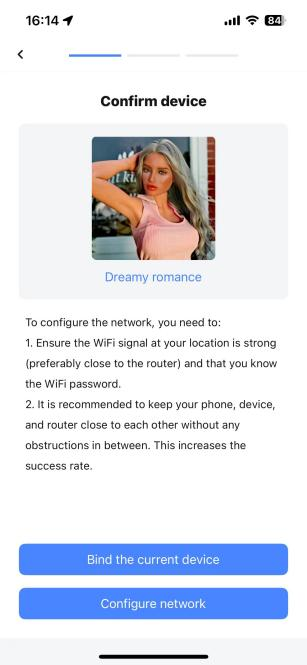 16:14
84
Confirm device
Dreamy romance
To configure the network, you need to:
1. Ensure the WiFi signal at your location is strong
(preferably close to the router) and that you know
the WiFi password.
2. It is recommended to keep your phone, device,
and router close to each other without any
obstructions in between. This increases the
success rate.
Bind the current device
Configure network